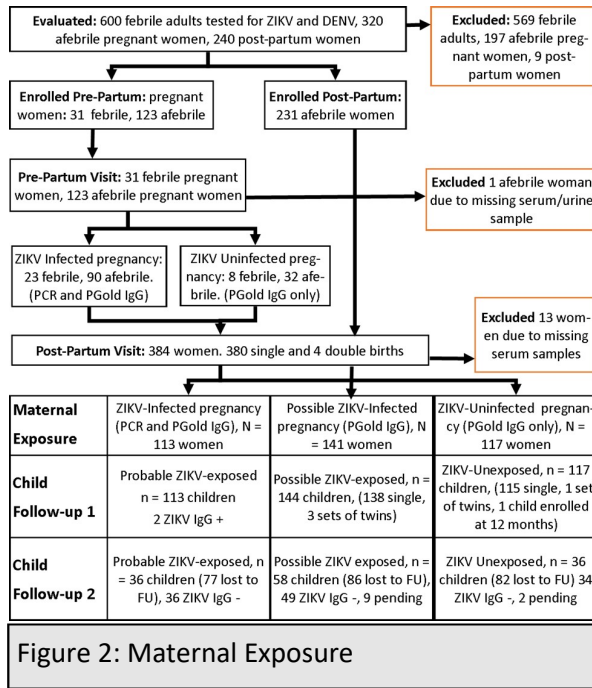 Evaluated: 600 febrile adults tested for ZIKV and DENV, 320
afebrile pregnant women, 240 post-partum women
Excluded: 569 febrile
adults, 197 afebrile preg-
nant women, 9 post-
partum women
Enrolled Pre-Partum: pregnant
women: 31 febrile, 123 afebrile
Enrolled Post-Partum:
231 afebrile women
Pre-Partum Visit: 31 febrile pregnant
women, 123 afebrile pregnant women
Excluded 1 afebrile woman
due to missing serum/urine
sample
ZIKV Infected pregnancy:
23 febrile, 90 afebrile.
(PCR and PGold IgG)
ZIKV Uninfected preg-
nancy: 8 febrile, 32 afe-
brile. (PGold IgG only)
Excluded 13 wom-
en due to missing
serum samples
Post-Partum Visit: 384 women. 380 single and 4 double births
Maternal
Exposure
ZIKV-Infected pregnancy
(PCR and PGold IgG), N =
113 women
Possible ZIKV-Infected
pregnancy (PGold IgG), N
= 141 women
ZIKV-Uninfected pregnan-
cy (PGold IgG only), N =
117 women
Child
Follow-up 1
Probable ZIKV-exposed
n = 113 children
2 ZIKV IgG +
Possible ZIKV-exposed, n =
144 children, (138 single,
3 sets of twins)
ZIKV-Unexposed, n = 117
children, (115 single, 1 set
of twins, 1 child enrolled
at 12 months)
Child
Follow-up 2
Probable ZIKV-exposed, n
= 36 children (77 lost to
FU), 36 ZIKV IgG -
Possible ZIKV exposed, n =
58 children (86 lost to FU),
49 ZIKV IgG -, 9 pending
ZIKV Unexposed, n = 36
children (82 lost to FU) 34
ZIKV IgG -, 2 pending
Figure 2: Maternal Exposure